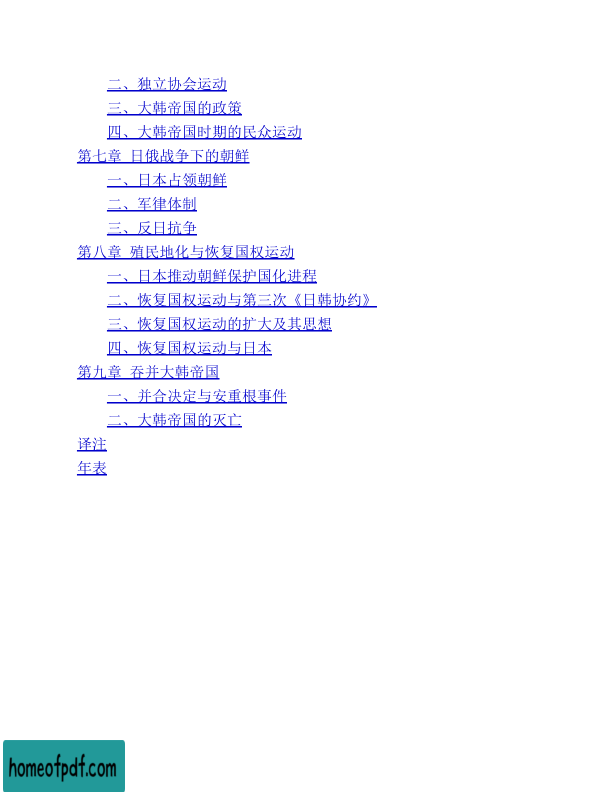 二、独立协会运动
三、大韩帝国的政策
四、大韩帝国时期的民众运动
第七章 日俄战争下的朝鲜
一、日本占领朝鲜
二、军律体制
三、反日抗争
第八章 殖民地化与恢复国权运动
一、日本推动朝鲜保护国化进程
二、恢复国权运动与第三次《日韩协约》
三、恢复国权运动的扩大及其思想
四、恢复国权运动与日本
第九章 吞并大韩帝国
一、并合决定与安重根事件
二、大韩帝国的灭亡
译注
年表
homeofpdf.com